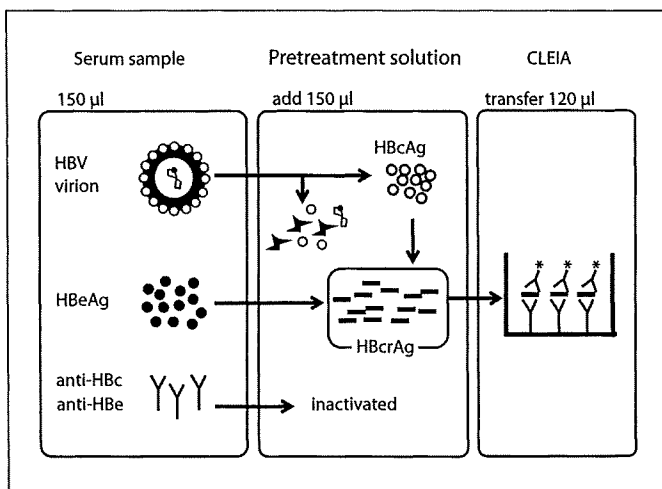 Serum sample
Pretreatment solution
CLEIA
150 µl
add 150 µl
transfer 120 µl
HBV
virion
HBcAg
HBeAg
HBcrAg
* * *
anti-HBc
anti-HBe
inactivated